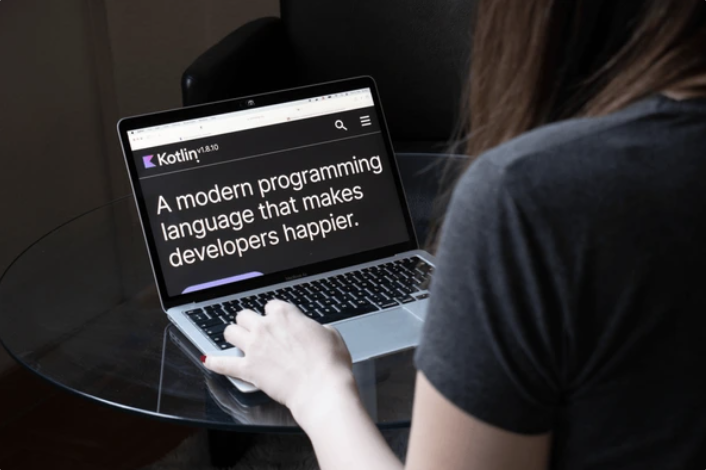 Kotlin v1.8.10
A modern programming
language that makes
developers happier.